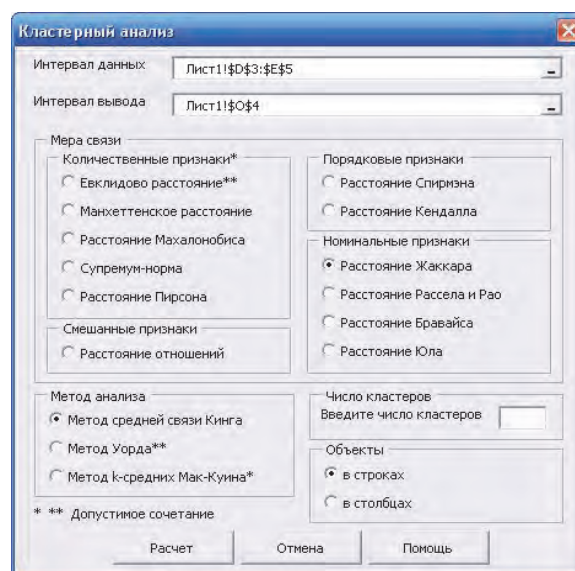 Кластерный анализ
Интервал данных
Лист1!$D$3:$E$5
Интервал вывода
Лист1!$O$4
Мера связи
Количественные признаки*
Евклидово расстояние**
Манхеттенское расстояние
Расстояние Махалонобиса
Супремум-норма
Расстояние Пирсона
Смешанные признаки
Расстояние отношений
Порядковые признаки
Расстояние Спирмэна
Расстояние Кендалла
Номинальные признаки
Расстояние Жаккара
Расстояние Рассела и Рао
Расстояние Бравайса
Расстояние Юла
Метод анализа
Метод средней связи Кинга
Метод Уорда**
Метод k-средних Мак-Куина*
Число кластеров
Введите число кластеров
Объекты
в строках
в столбцах
* ** Допустимое сочетание
Расчет
Отмена
Помощь